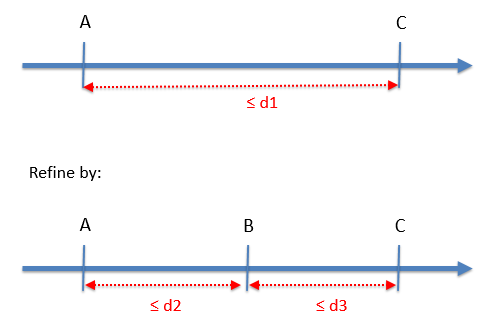 A C
≤ d1
Refine by:
A B C
≤ d2 ≤ d3